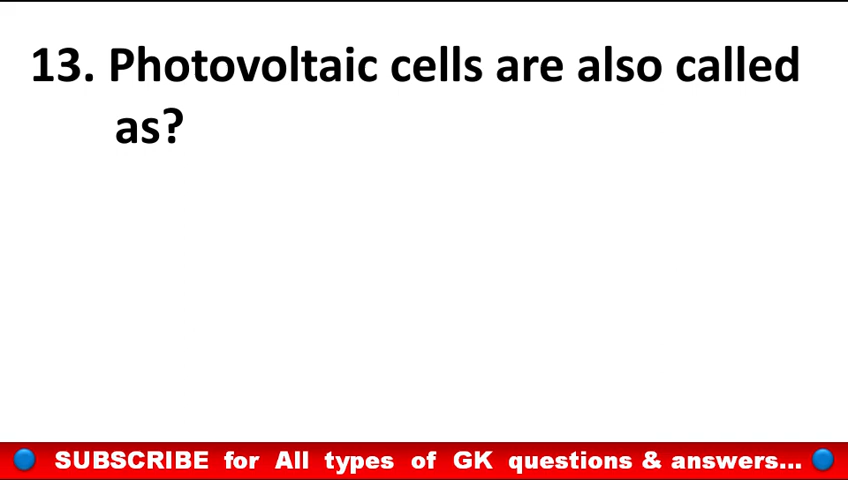 13. Photovoltaic cells are also called
as?
SUBSCRIBE for All types of GK questions & answers...